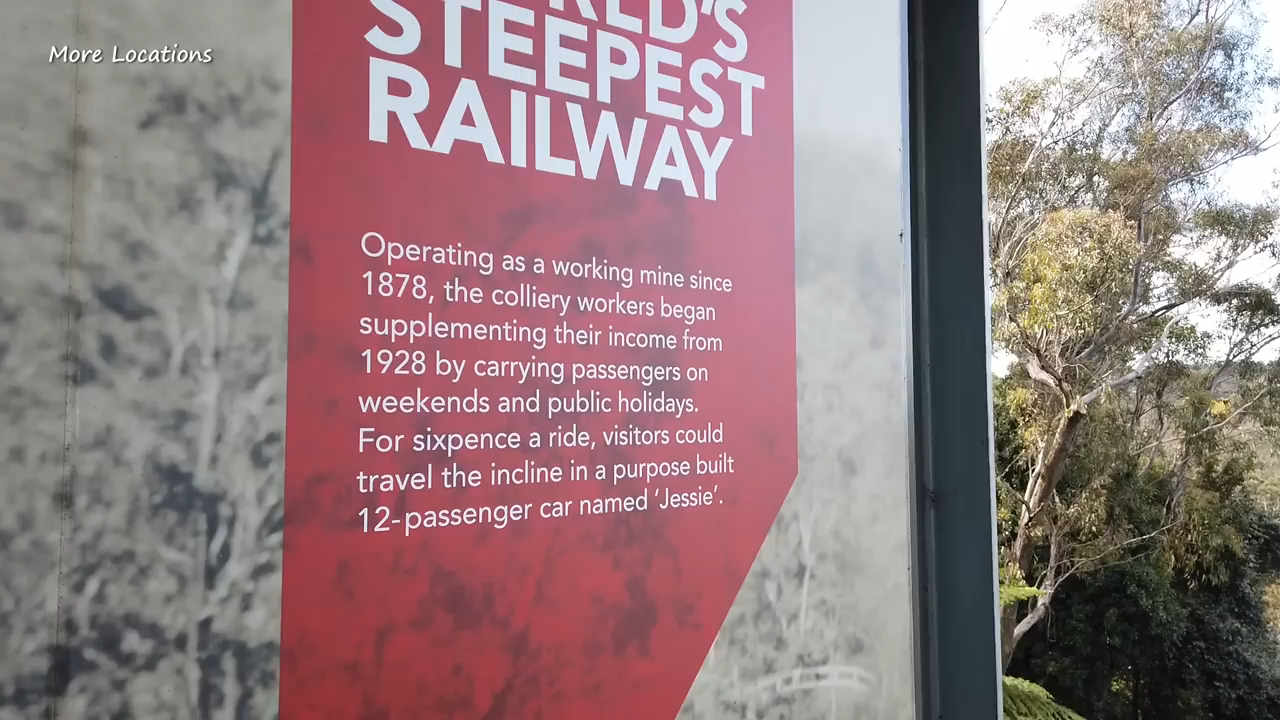 More Locations
WORLD'S
STEEPEST
RAILWAY
Operating as a working mine since
1878, the colliery workers began
supplementing their income from
1928 by carrying passengers on
weekends and public holidays.
For sixpence a ride, visitors could
travel the incline in a purpose built
12-passenger car named 'Jessie'.